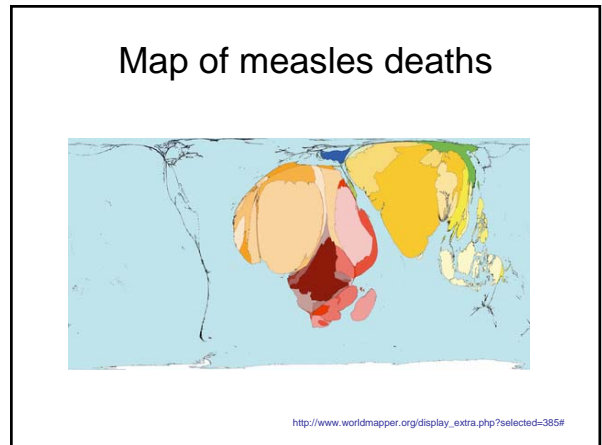 Map of measles deaths
http://www.worldmapper.org/display_extra.php?selected=385#